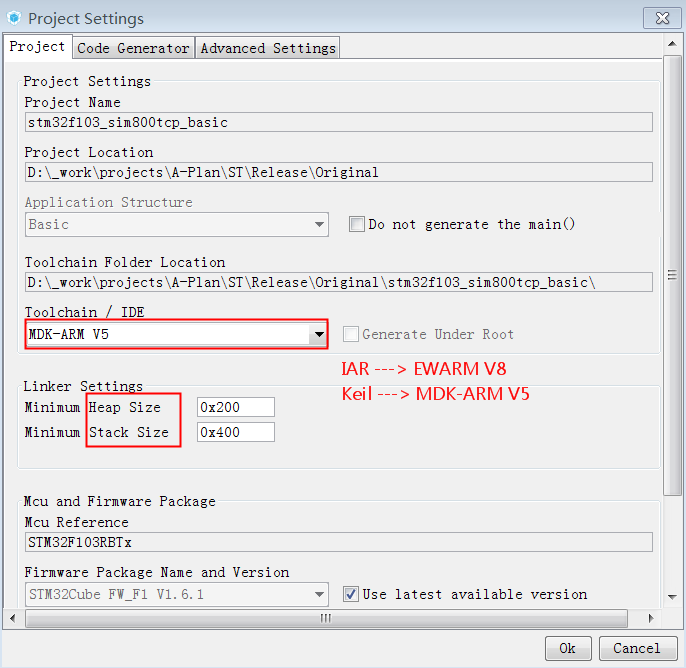 Project Settings
Project Code Generator Advanced Settings
Project Settings
Project Name
stm32f103_sim800tcp_basic
Project Location
D:\_work\projects\A-Plan\ST\Release\Original
Application Structure
Basic Do not generate the main()
Toolchain Folder Location
D:\_work\projects\A-Plan\ST\Release\Original\stm32f103_sim800tcp_basic\
Toolchain / IDE
MDK-ARM V5 Generate Under Root
IAR ---> EWARM V8
Keil ---> MDK-ARM V5
Linker Settings
Minimum Heap Size 0x200
Minimum Stack Size 0x400
Mcu and Firmware Package
Mcu Reference
STM32F103RBTx
Firmware Package Name and Version
STM32Cube FW_F1 V1.6.1 Use latest available version
Ok Cancel